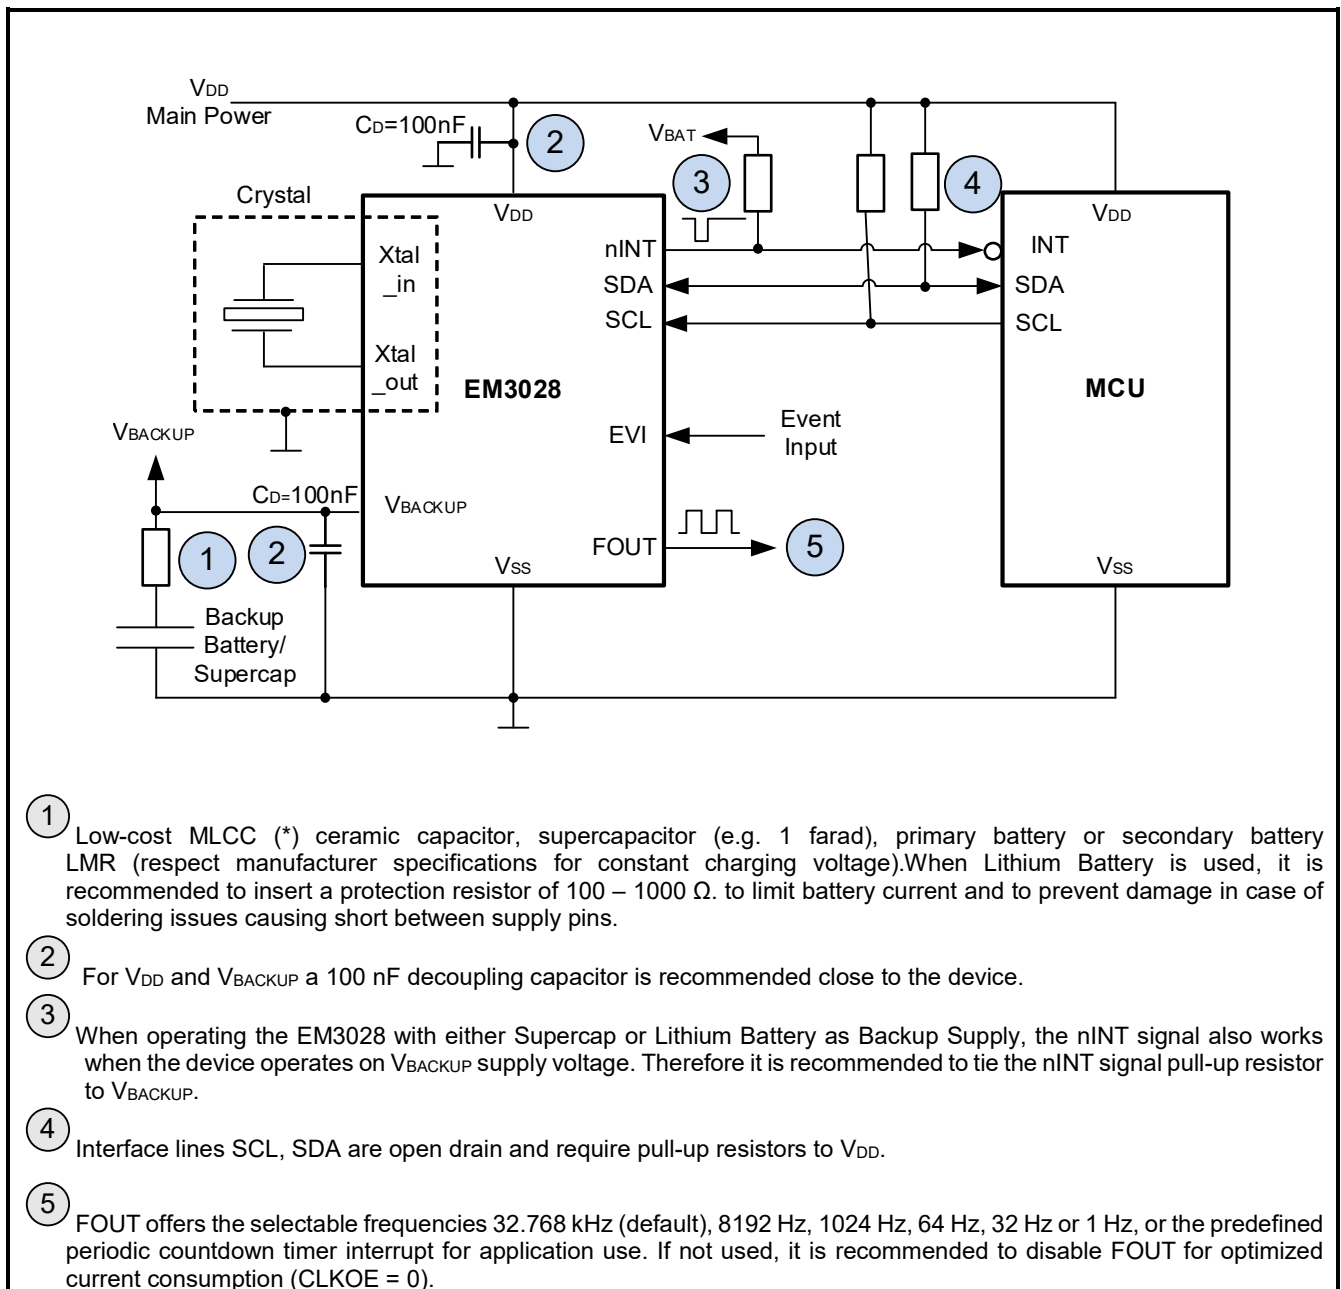 VDD
Main Power
CD=100nF
2
VBAT
3
4
Crystal
VDD
VDD
Xtal
_in
nINT
INT
SDA
SDA
SCL
SCL
Xtal
_out
EM3028
MCU
VBACKUP
EVI
Event
Input
CD=100nF
VBACKUP
1
2
FOUT
5
VSS
VSS
Backup
Battery/
Supercap
1
Low-cost MLCC (*) ceramic capacitor, supercapacitor (e.g. 1 farad), primary battery or secondary battery
LMR (respect manufacturer specifications for constant charging voltage).When Lithium Battery is used, it is
recommended to insert a protection resistor of 100 – 1000 Ω. to limit battery current and to prevent damage in case of
soldering issues causing short between supply pins.
2
For VDD and VBACKUP a 100 nF decoupling capacitor is recommended close to the device.
3
When operating the EM3028 with either Supercap or Lithium Battery as Backup Supply, the nINT signal also works
when the device operates on VBACKUP supply voltage. Therefore it is recommended to tie the nINT signal pull-up resistor
to VBACKUP.
4
Interface lines SCL, SDA are open drain and require pull-up resistors to VDD.
5
FOUT offers the selectable frequencies 32.768 kHz (default), 8192 Hz, 1024 Hz, 64 Hz, 32 Hz or 1 Hz, or the predefined
periodic countdown timer interrupt for application use. If not used, it is recommended to disable FOUT for optimized
current consumption (CLKOE = 0).